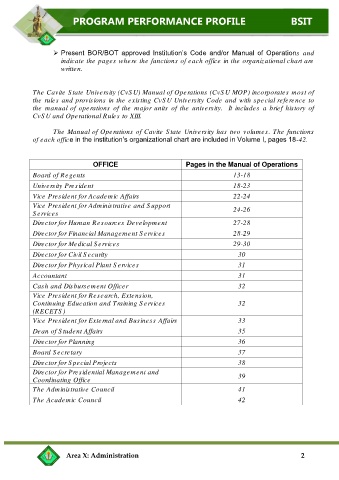 PROGRAM PERFORMANCE PROFILE BSIT
➢ Present BOR/BOT approved Institution's Code and/or Manual of Operations and
indicate the pages where the functions of each office in the organizational chart are
written.
The Cavite State University (CvSU) Manual of Operations (CvSU MOP) incorporates most of
the rules and provisions in the existing CvSU University Code and with special reference to
the manual of operations of the major units of the university. It includes a brief history of
CvSU and Operational Rules to XIII.
The Manual of Operations of Cavite State University has two volumes. The functions
of each office in the institution's organizational chart are included in Volume I, pages 18-42.
OFFICE Pages in the Manual of Operations
Board of Regents 13-18
University President 18-23
Vice President for Academic Affairs 22-24
Vice President for Administrative and Support
Services 24-26
Director for Human Resources Development 27-28
Director for Financial Management Services 28-29
Director for Medical Services 29-30
Director for Civil Security 30
Director for Physical Plant Services 31
Accountant 31
Cash and Disbursement Officer 32
Vice President for Research, Extension,
Continuing Education and Training Services 32
(RECETS)
Vice President for External and Business Affairs 33
Dean of Student Affairs 35
Director for Planning 36
Board Secretary 37
Director for Special Projects 38
Director for Presidential Management and
Coordinating Office 39
The Administrative Council 41
The Academic Council 42
Area X: Administration 2